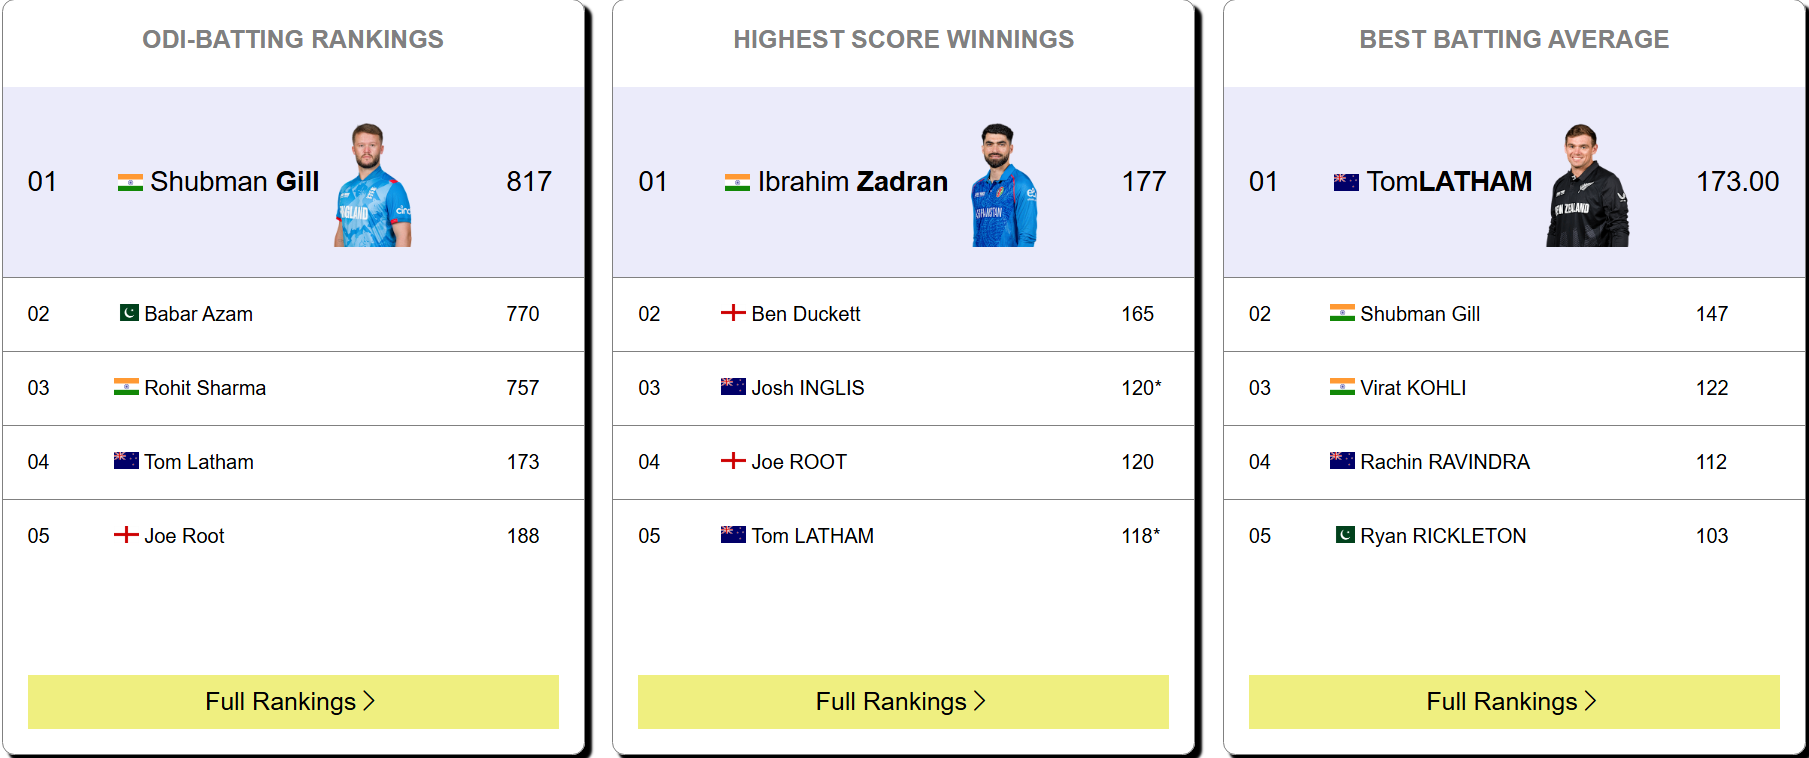 ODI-BATTING RANKINGS
01 Shubman Gill 817
02 Babar Azam 770
03 Rohit Sharma 757
04 Tom Latham 173
05 Joe Root 188
Full Rankings
HIGHEST SCORE WINNINGS
01 Ibrahim Zadran 177
02 Ben Duckett 165
03 Josh INGLIS 120*
04 Joe ROOT 120
05 Tom LATHAM 118*
Full Rankings
BEST BATTING AVERAGE
01 TomLATHAM 173.00
NEW ZEALAND
02 Shubman Gill 147
03 Virat KOHLI 122
04 Rachin RAVINDRA 112
05 Ryan RICKLETON 103
Full Rankings